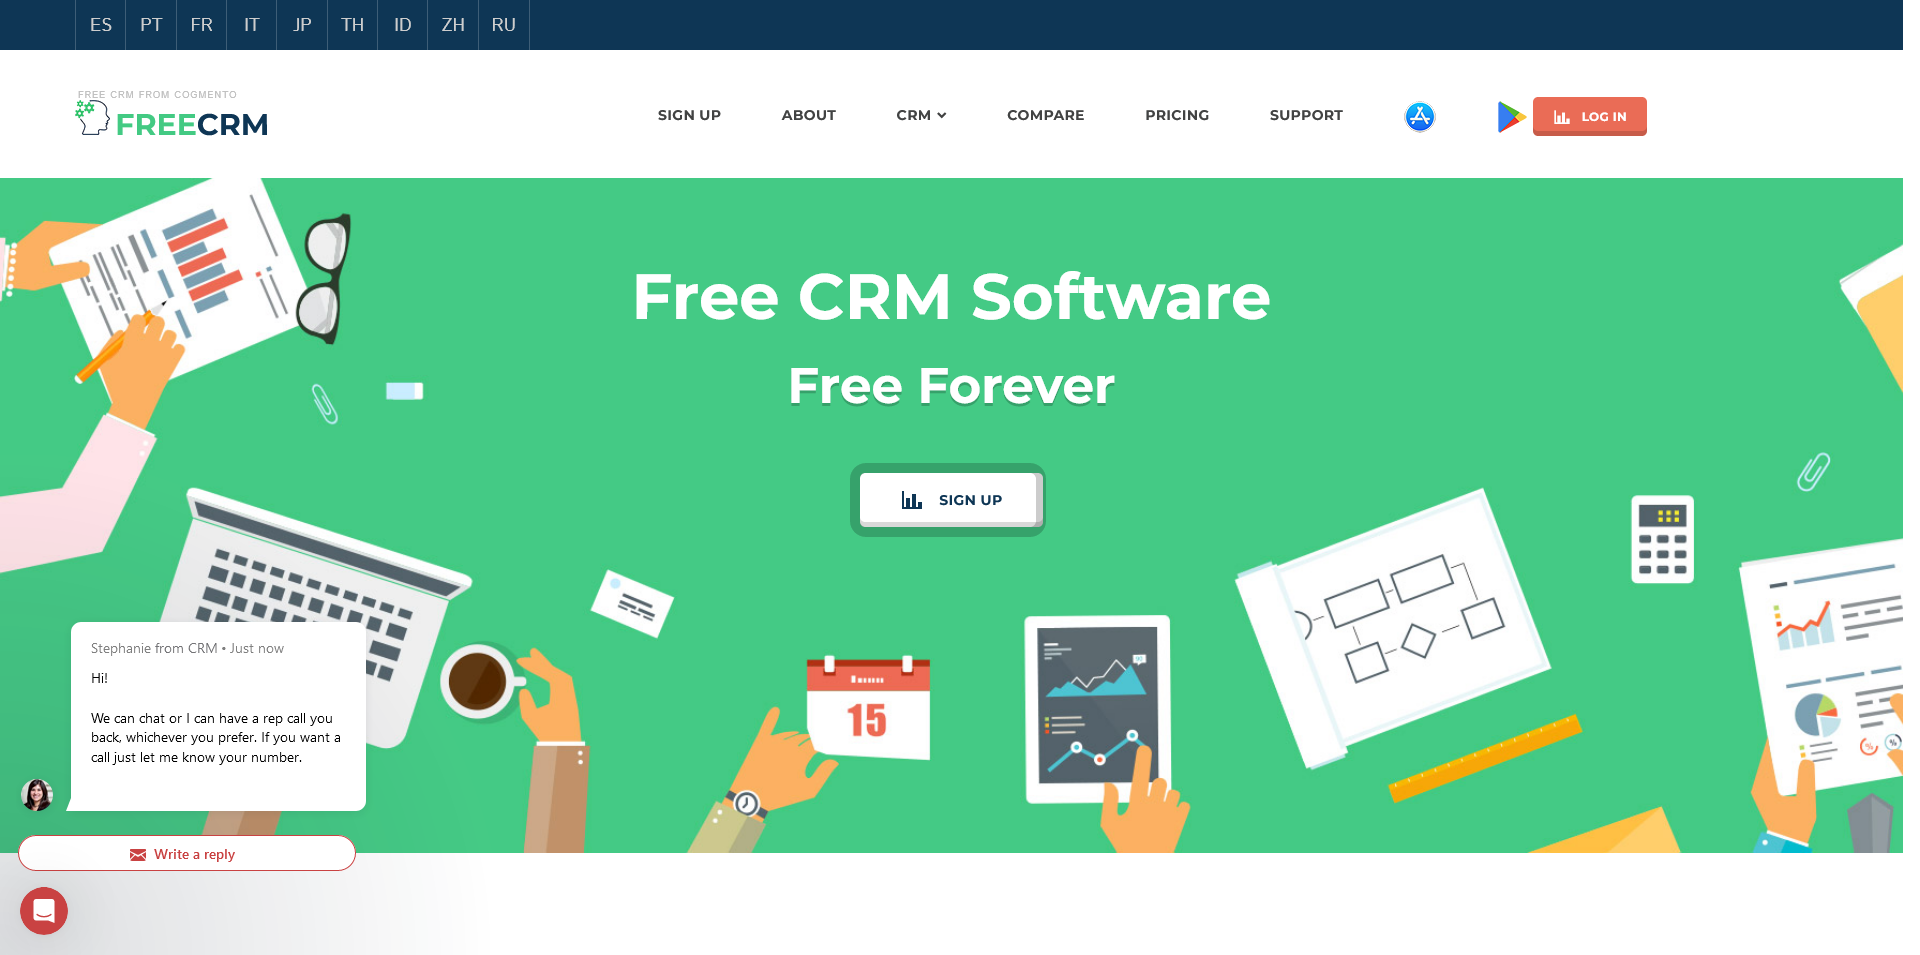 ES PT FR IT JP TH ID ZH RU
FREE CRM FROM COGMENTO
FREECRM
SIGN UP ABOUT CRM COMPARE PRICING SUPPORT LOG IN
Free CRM Software
Free Forever
SIGN UP
15
Stephanie from CRM • Just now
Hi!
We can chat or I can have a rep call you
back, whichever you prefer. If you want a
call just let me know your number.
% %
Write a reply